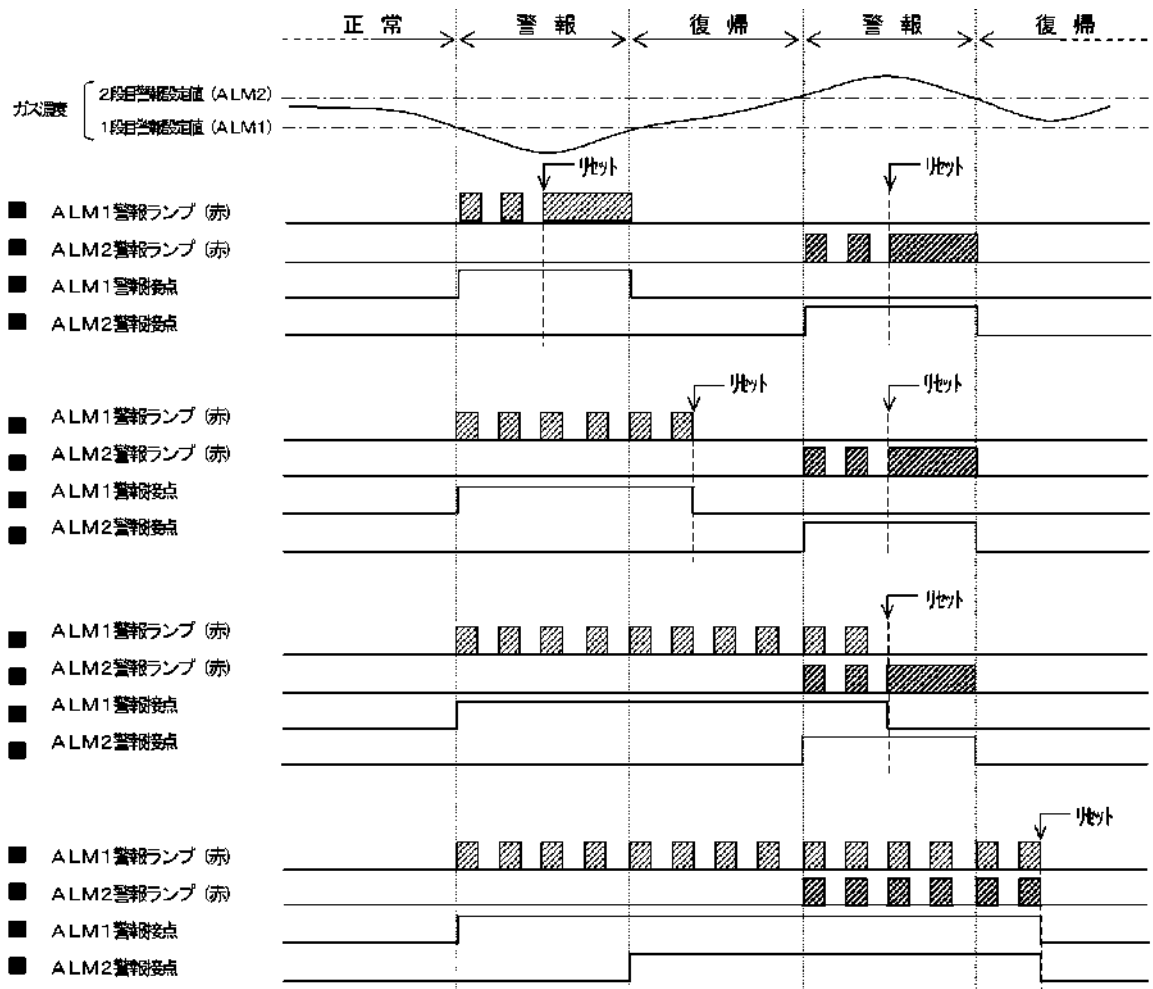 正 常
警 報
復 帰
警 報
復 帰
ガス濃度
2段目警報設定値 (ALM2)
1段目警報設定値 (ALM1)
リセット
リセット
ALM1警報ランプ (赤)
ALM2警報ランプ (赤)
ALM1警報接点
ALM2警報接点
リセット
リセット
ALM1警報ランプ (赤)
ALM2警報ランプ (赤)
ALM1警報接点
ALM2警報接点
リセット
ALM1警報ランプ (赤)
ALM2警報ランプ (赤)
ALM1警報接点
ALM2警報接点
リセット
ALM1警報ランプ (赤)
ALM2警報ランプ (赤)
ALM1警報接点
ALM2警報接点